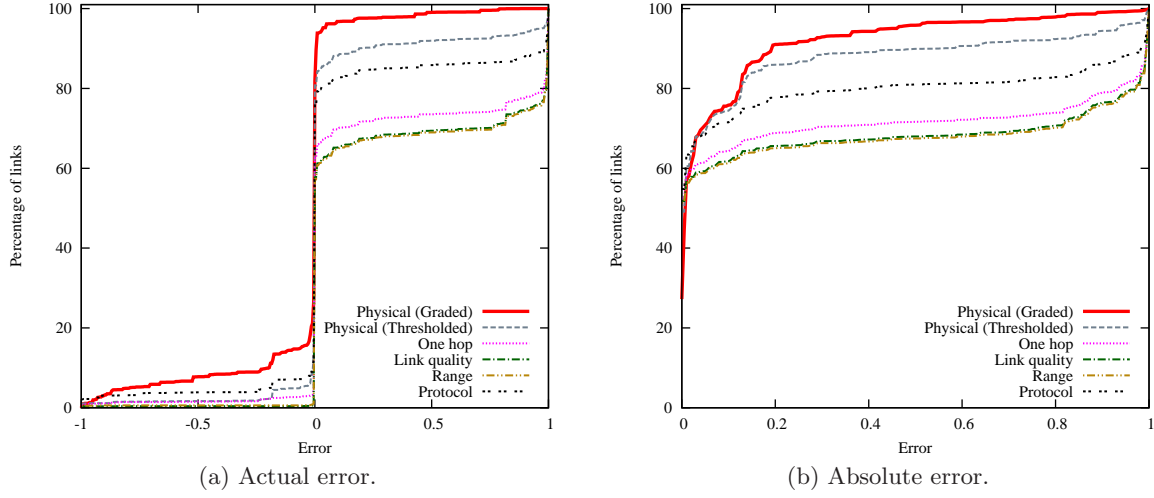 100
80
60
40
20
0
Percentage of links
-1
-0.5
0
0.5
1
Error
Physical (Graded)
Physical (Thresholded)
One hop
Link quality
Range
Protocol
(a) Actual error.
100
80
60
40
20
0
Percentage of links
0
0.2
0.4
0.6
0.8
1
Error
Physical (Graded)
Physical (Thresholded)
One hop
Link quality
Range
Protocol
(b) Absolute error.